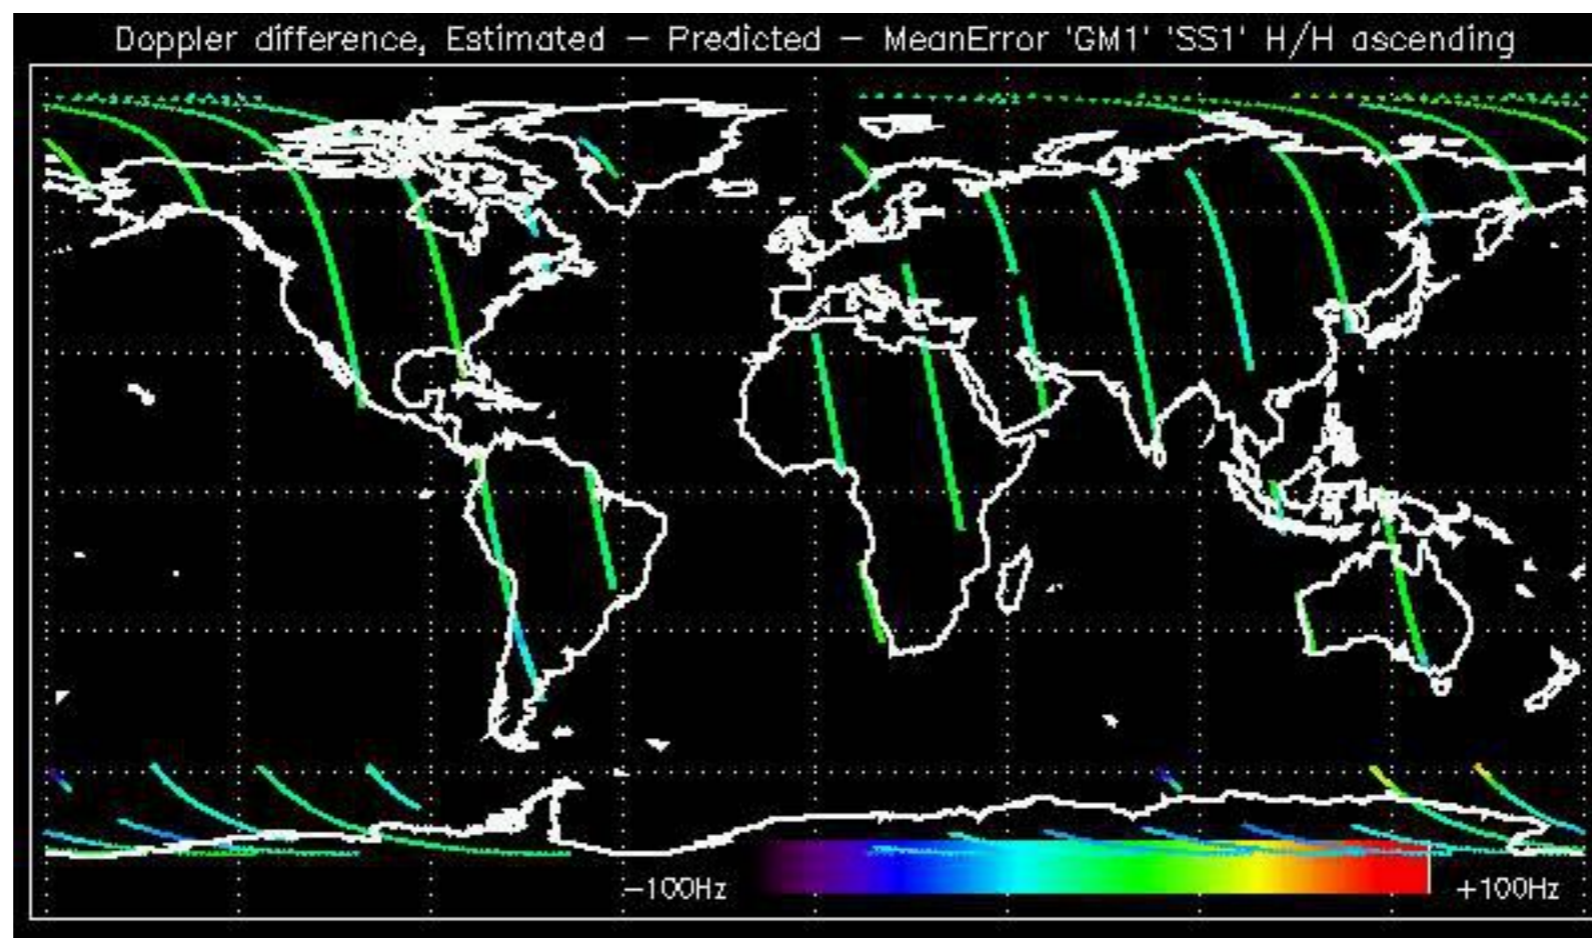 Doppler difference, Estimated − Predicted − MeanError 'GM1' 'SS1' H/H ascending
−100Hz
+100Hz